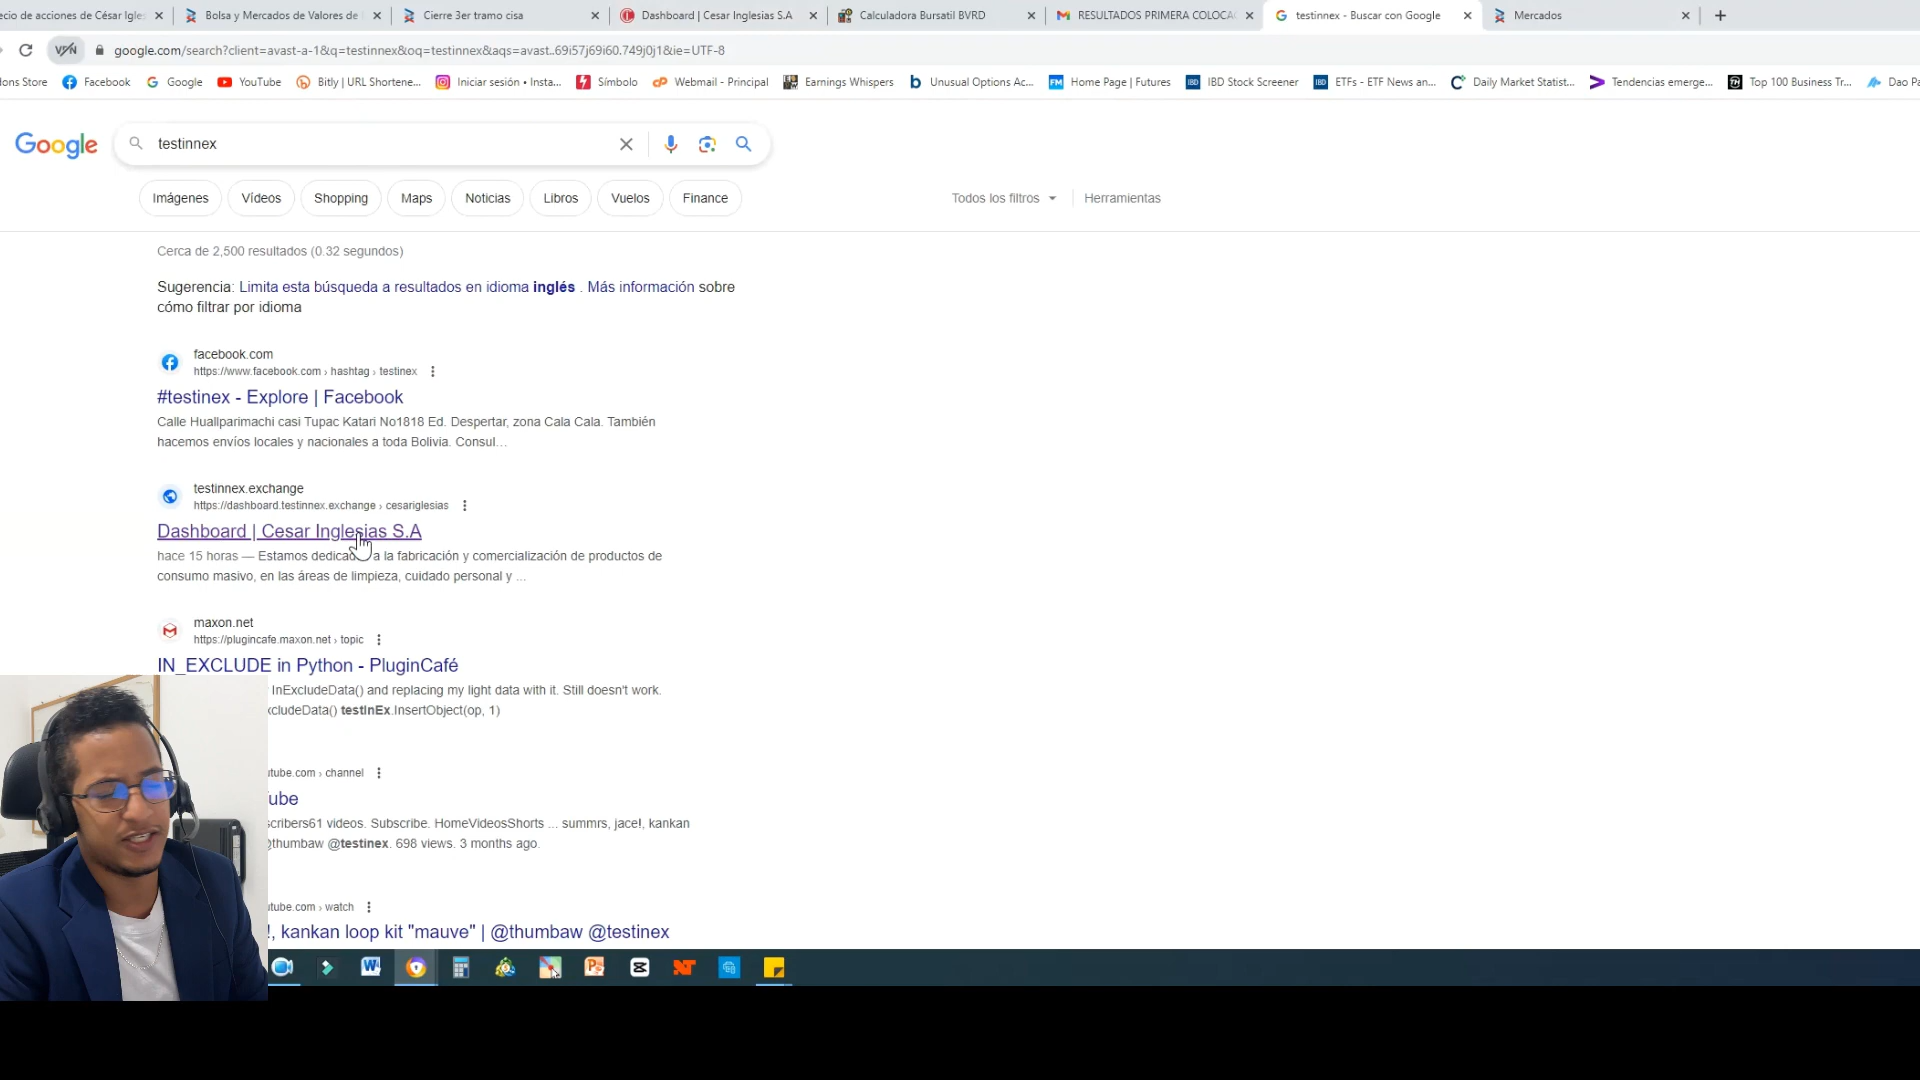 ecio de acciones de César Igles
Bolsa y Mercados de Valores de
Cierre 3er tramo cisa
Dashboard | Cesar Inglesias S.A
Calculadora Bursatil BVRD
RESULTADOS PRIMERA COLOCA
testinnex - Buscar con Google
Mercados
VPN
google.com/search?client=avast-a-1&q=testinnex&oq=testinnex&aqs=avast..69i57j69i60.749j0j1&ie=UTF-8
ons Store
Facebook
Google
YouTube
Bitly | URL Shortene...
Iniciar sesión • Insta...
Símbolo
Webmail - Principal
Earnings Whispers
Unusual Options Ac...
Home Page | Futures
IBD Stock Screener
ETFs - ETF News an...
Daily Market Statist...
Tendencias emerge...
Top 100 Business Tr...
Dao Pa
Google
testinnex
Imágenes
Vídeos
Shopping
Maps
Noticias
Libros
Vuelos
Finance
Todos los filtros
Herramientas
Cerca de 2,500 resultados (0.32 segundos)
Sugerencia: Limita esta búsqueda a resultados en idioma inglés . Más información sobre
cómo filtrar por idioma
facebook.com
https://www.facebook.com › hashtag › testinex
#testinex - Explore | Facebook
Calle Huallparimachi casi Tupac Katari No1818 Ed. Despertar, zona Cala Cala. También
hacemos envíos locales y nacionales a toda Bolivia. Consul...
testinnex.exchange
https://dashboard.testinnex.exchange › cesariglesias
Dashboard | Cesar Inglesias S.A
hace 15 horas — Estamos dedica a la fabricación y comercialización de productos de
consumo masivo, en las áreas de limpieza, cuidado personal y ...
maxon.net
https://plugincafe.maxon.net › topic
IN_EXCLUDE in Python - PluginCafé
InExcludeData() and replacing my light data with it. Still doesn't work.
cludeData() testInEx.InsertObject(op, 1)
utube.com › channel
ube
scribers61 videos. Subscribe. HomeVideosShorts ... summrs, jace!, kankan
@thumbaw @testinex. 698 views. 3 months ago.
utube.com › watch
!, kankan loop kit "mauve" | @thumbaw @testinex